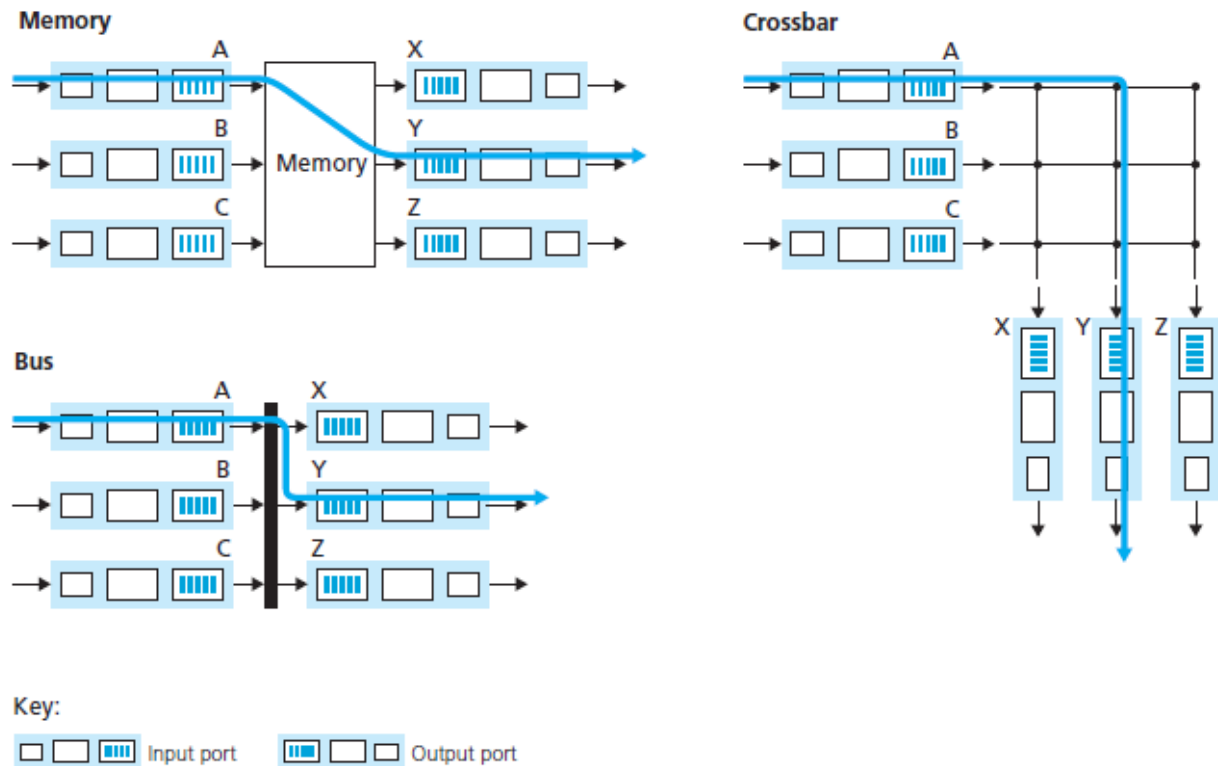 Memory
A
X
B
Y
Memory
C
Z
Crossbar
A
B
C
X
Y
Z
Bus
A
X
B
Y
C
Z
Key:
Input port
Output port